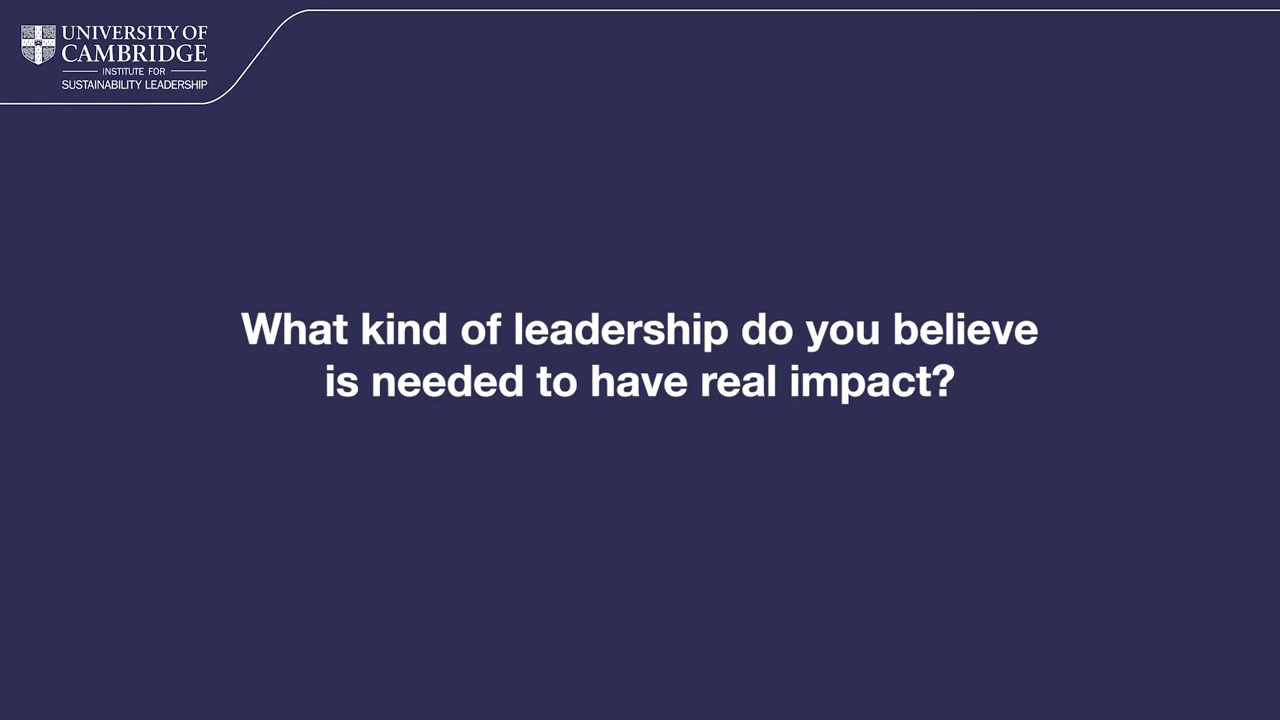 UNIVERSITY OF
CAMBRIDGE
INSTITUTE FOR
SUSTAINABILITY LEADERSHIP
What kind of leadership do you believe
is needed to have real impact?